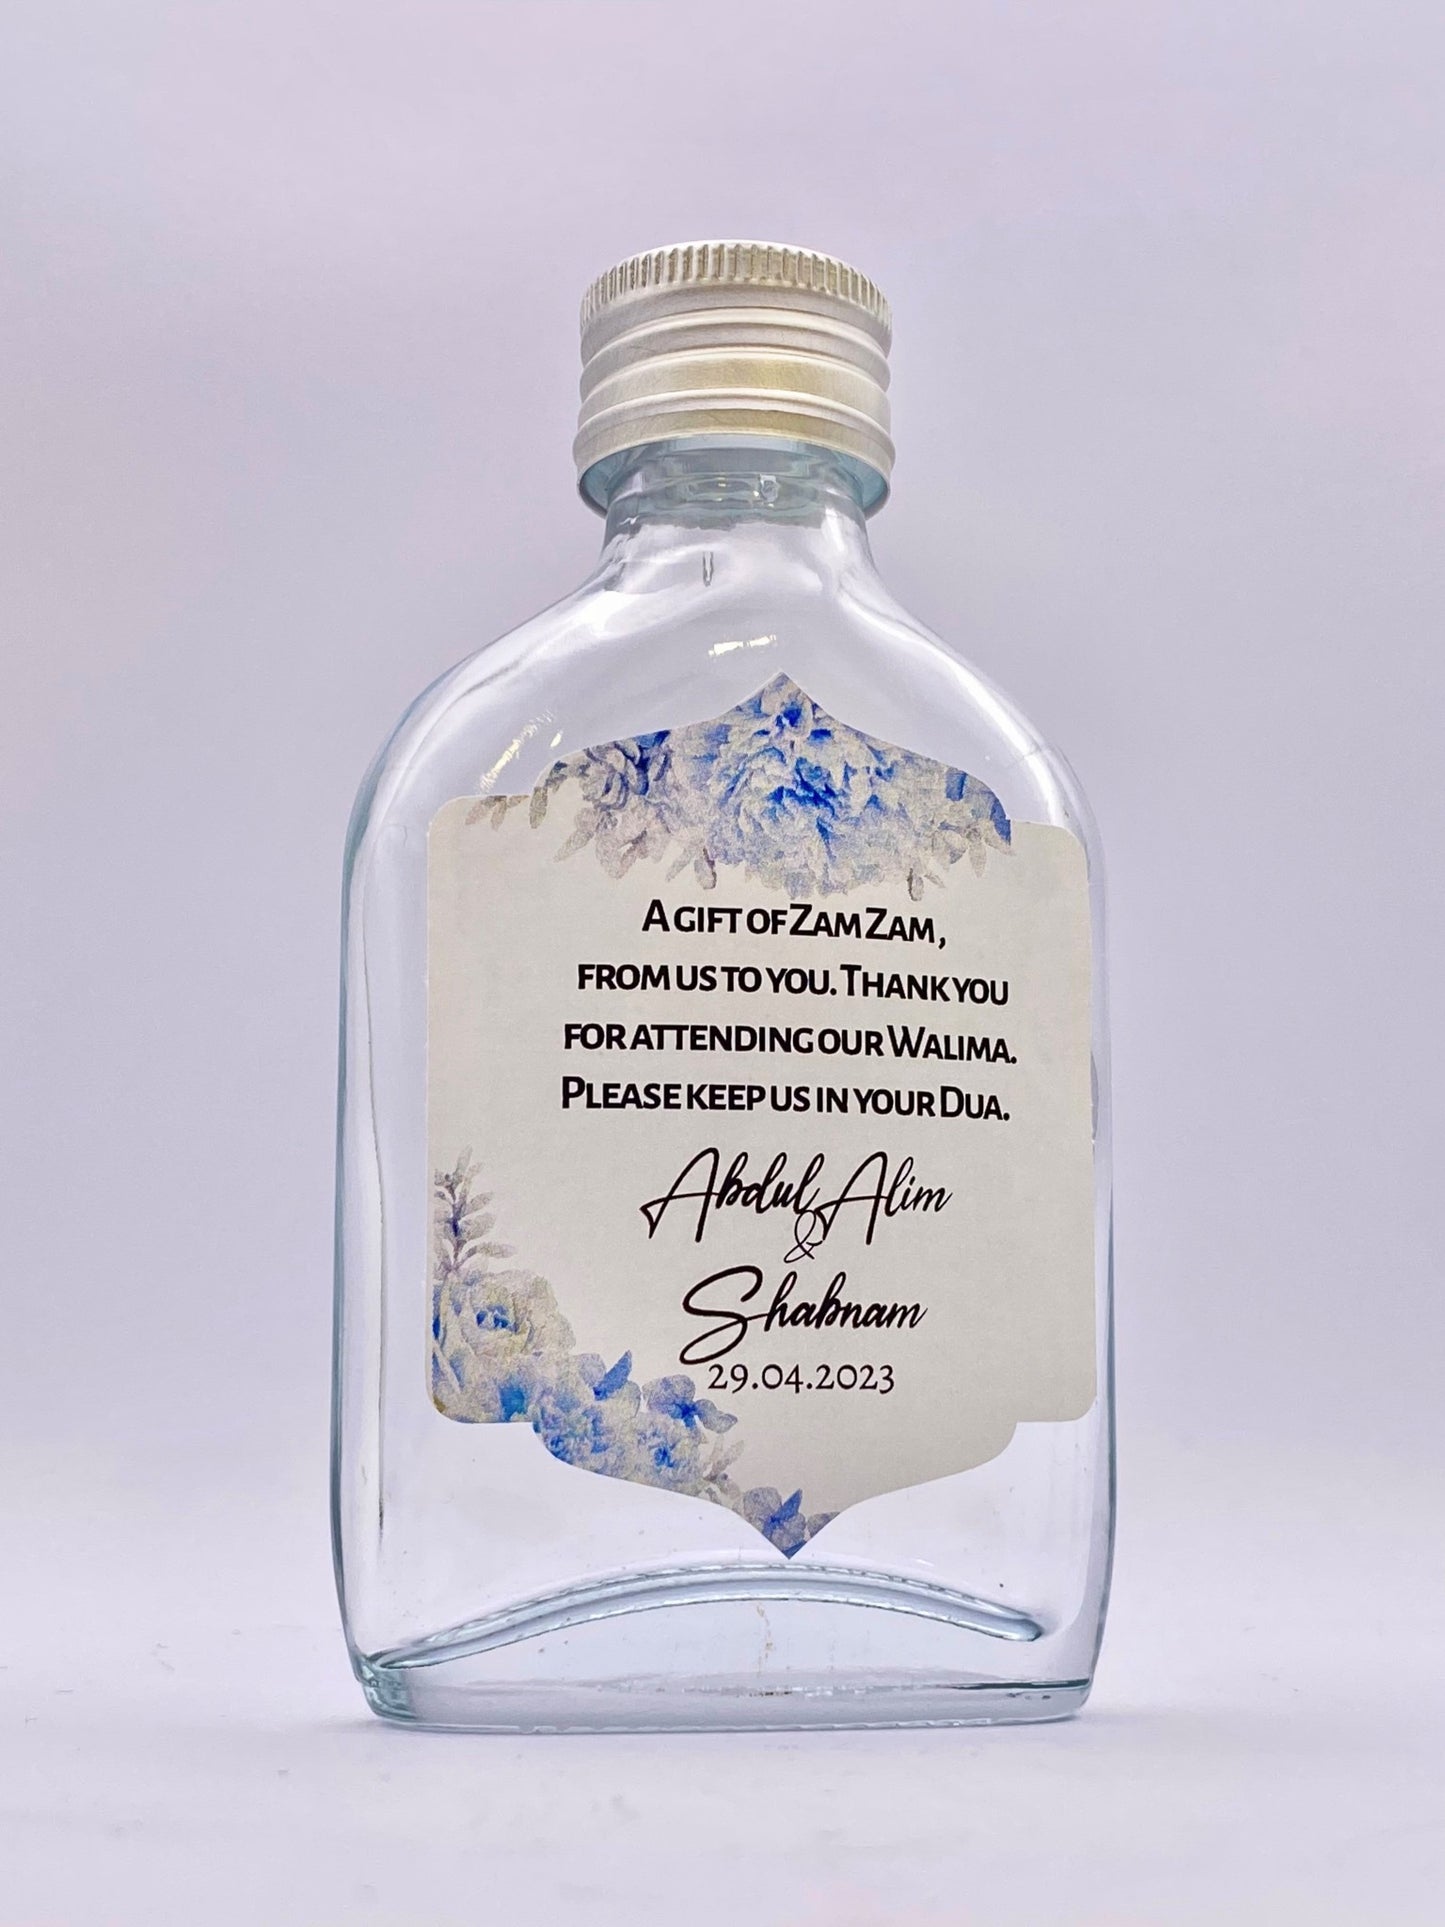 A GIFT OF ZAM ZAM,
FROM US TO YOU. THANK YOU
FOR ATTENDING OUR WALIMA.
PLEASE KEEP US IN YOUR DUA.
Abdul Alim
&
Shabnam
29.04.2023